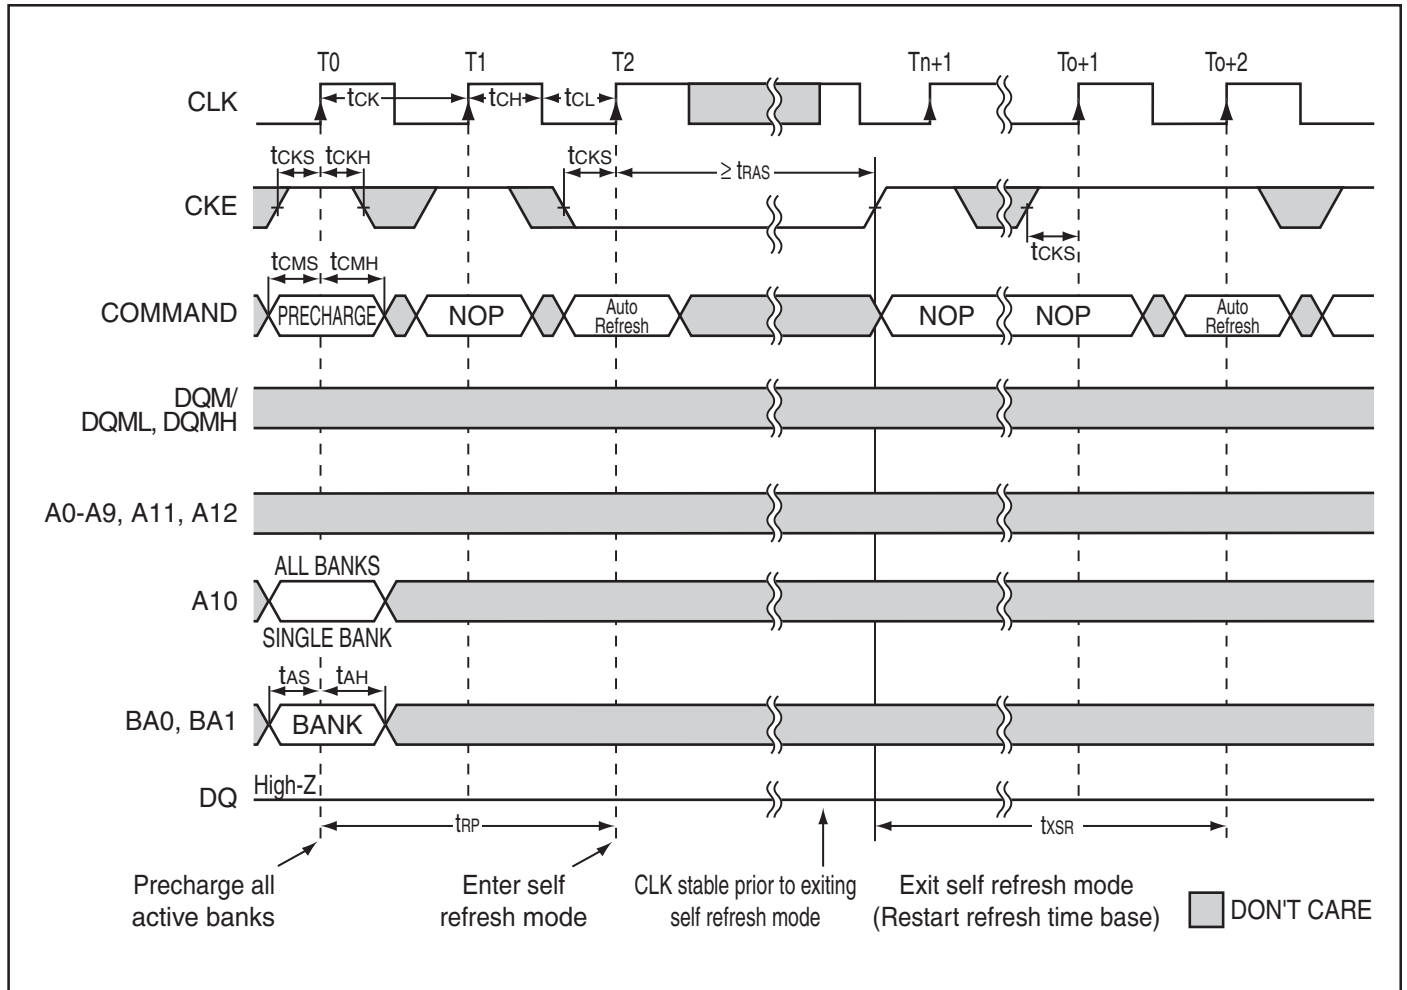 T0 T1 T2 Tn+1 To+1 To+2
CLK tCK tCH tCL
tCKS tCKH tCKS ≥ tRAS
CKE
tCKS
tCMS tCMH
COMMAND PRECHARGE NOP Auto Refresh NOP NOP Auto Refresh
DQM/
DQML, DQMH
A0-A9, A11, A12
ALL BANKS
A10
SINGLE BANK
tAS tAH
BA0, BA1 BANK
DQ High-Z
tRP tXSR
Precharge all
active banks
Enter self
refresh mode
CLK stable prior to exiting
self refresh mode
Exit self refresh mode
(Restart refresh time base)
DON'T CARE